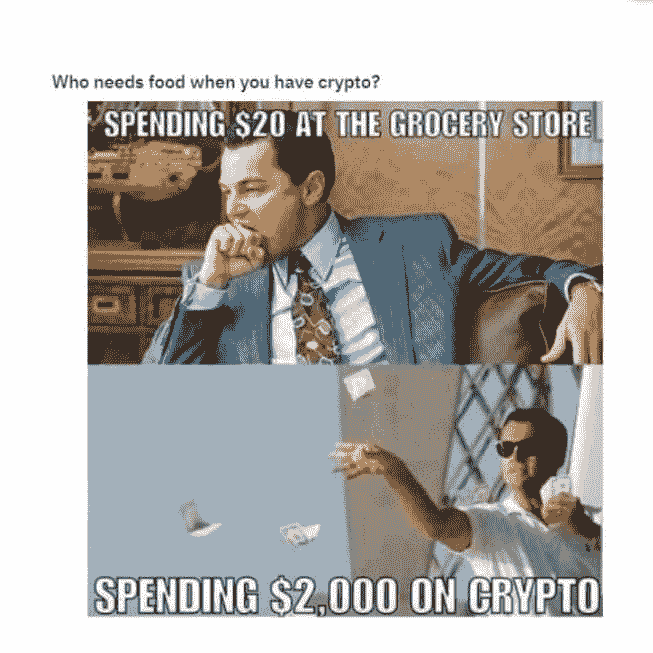 Who needs food when you have crypto?
SPENDING $20 AT THE GROCERY STORE
SPENDING $2,000 ON CRYPTO